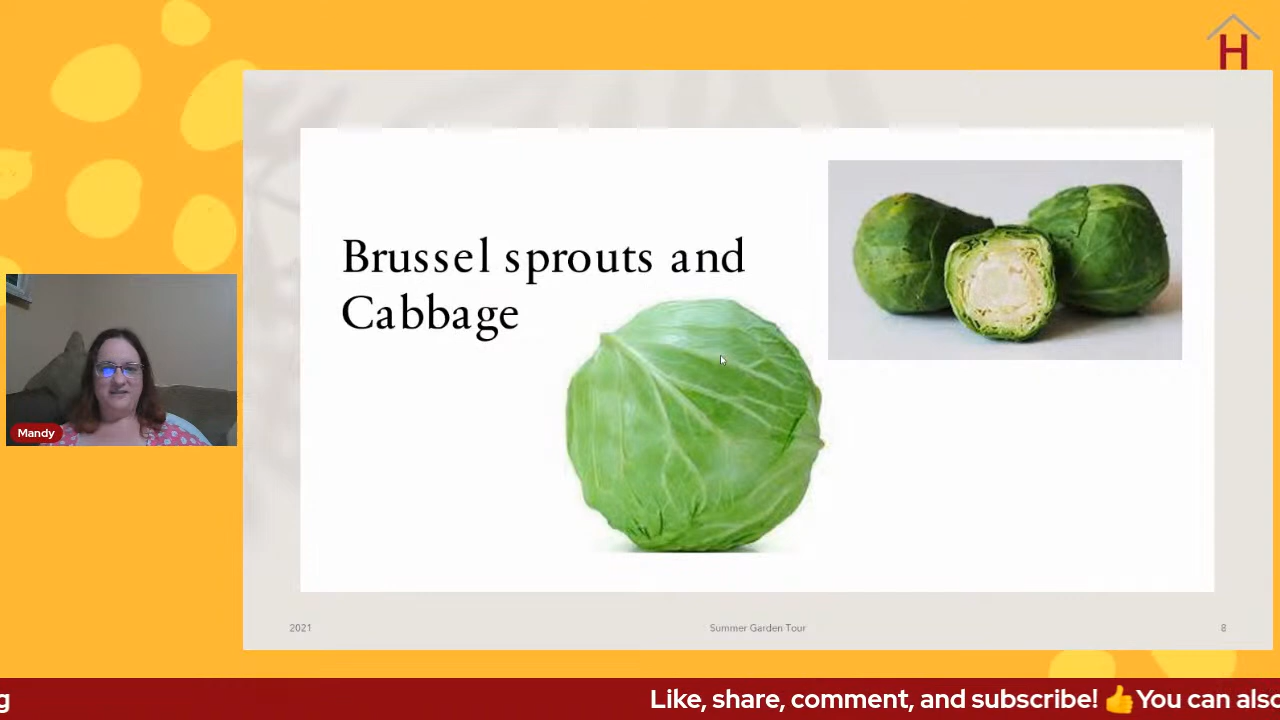 H
Brussel sprouts and
Cabbage
Mandy
2021
Summer Garden Tour
8
g
Like, share, comment, and subscribe! 👍You can also